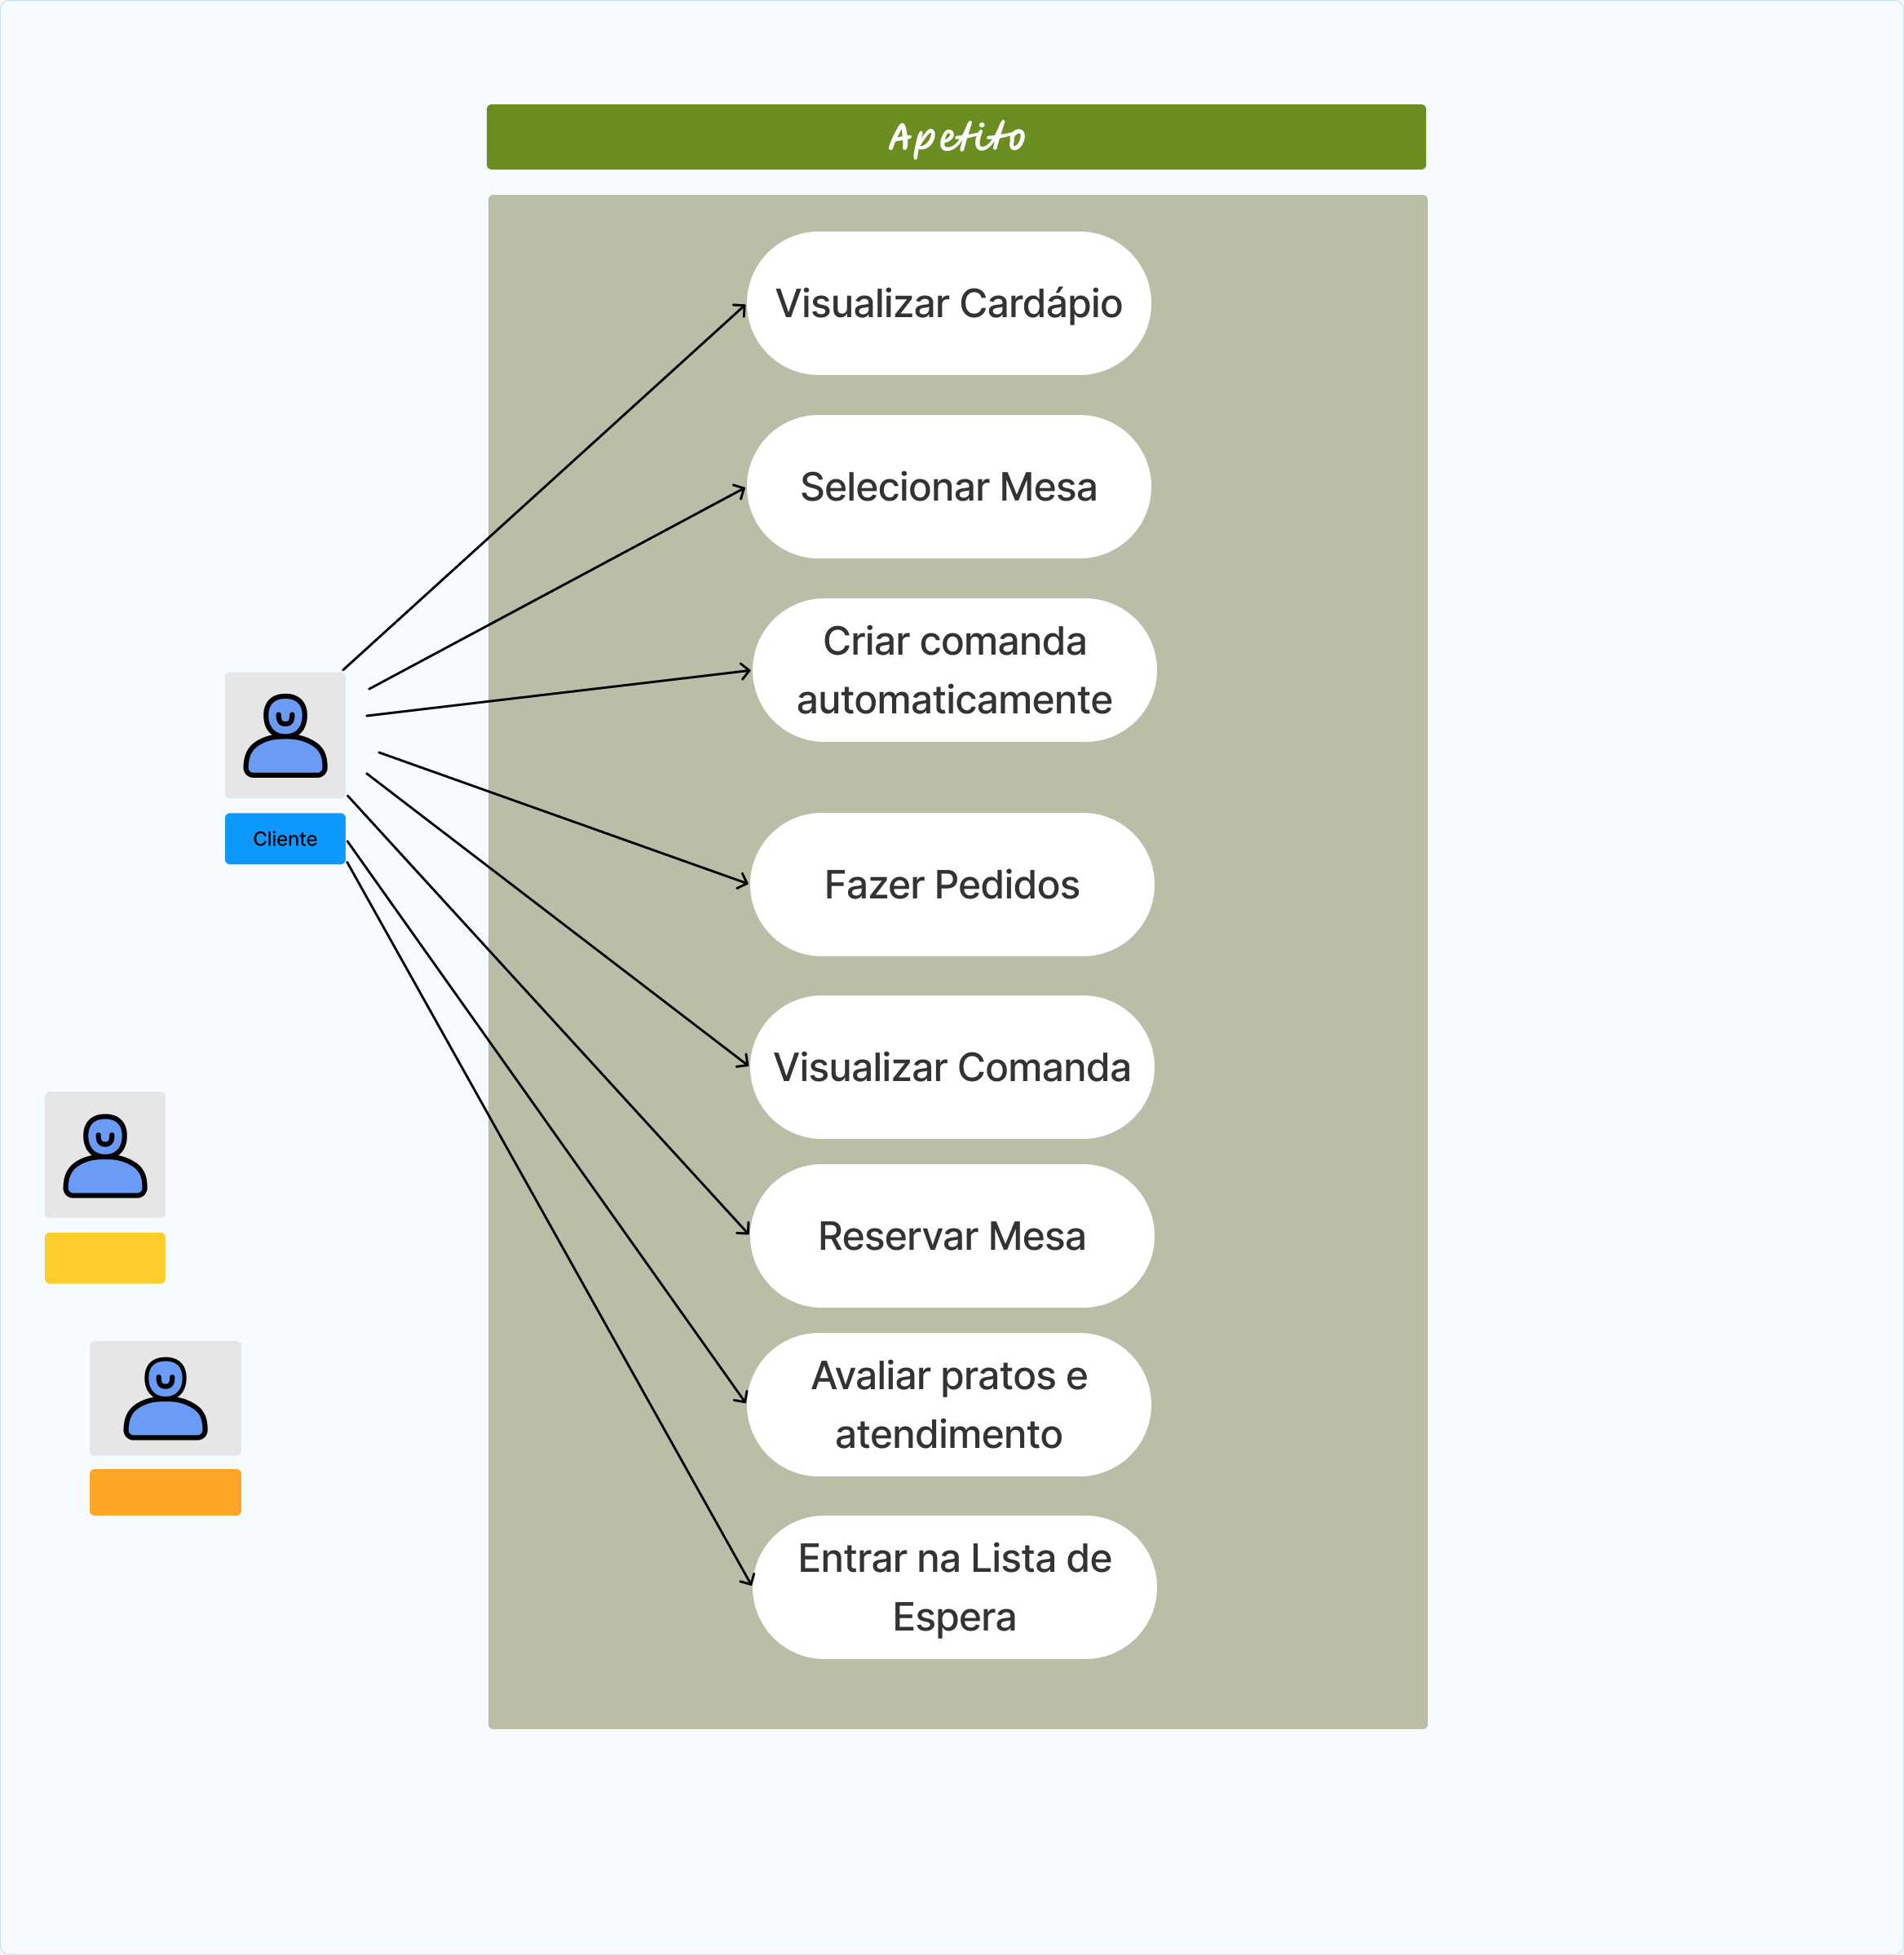 Apetito
Visualizar Cardápio
Selecionar Mesa
Criar comanda
automaticamente
Cliente
Fazer Pedidos
Visualizar Comanda
Reservar Mesa
Avaliar pratos e
atendimento
Entrar na Lista de
Espera